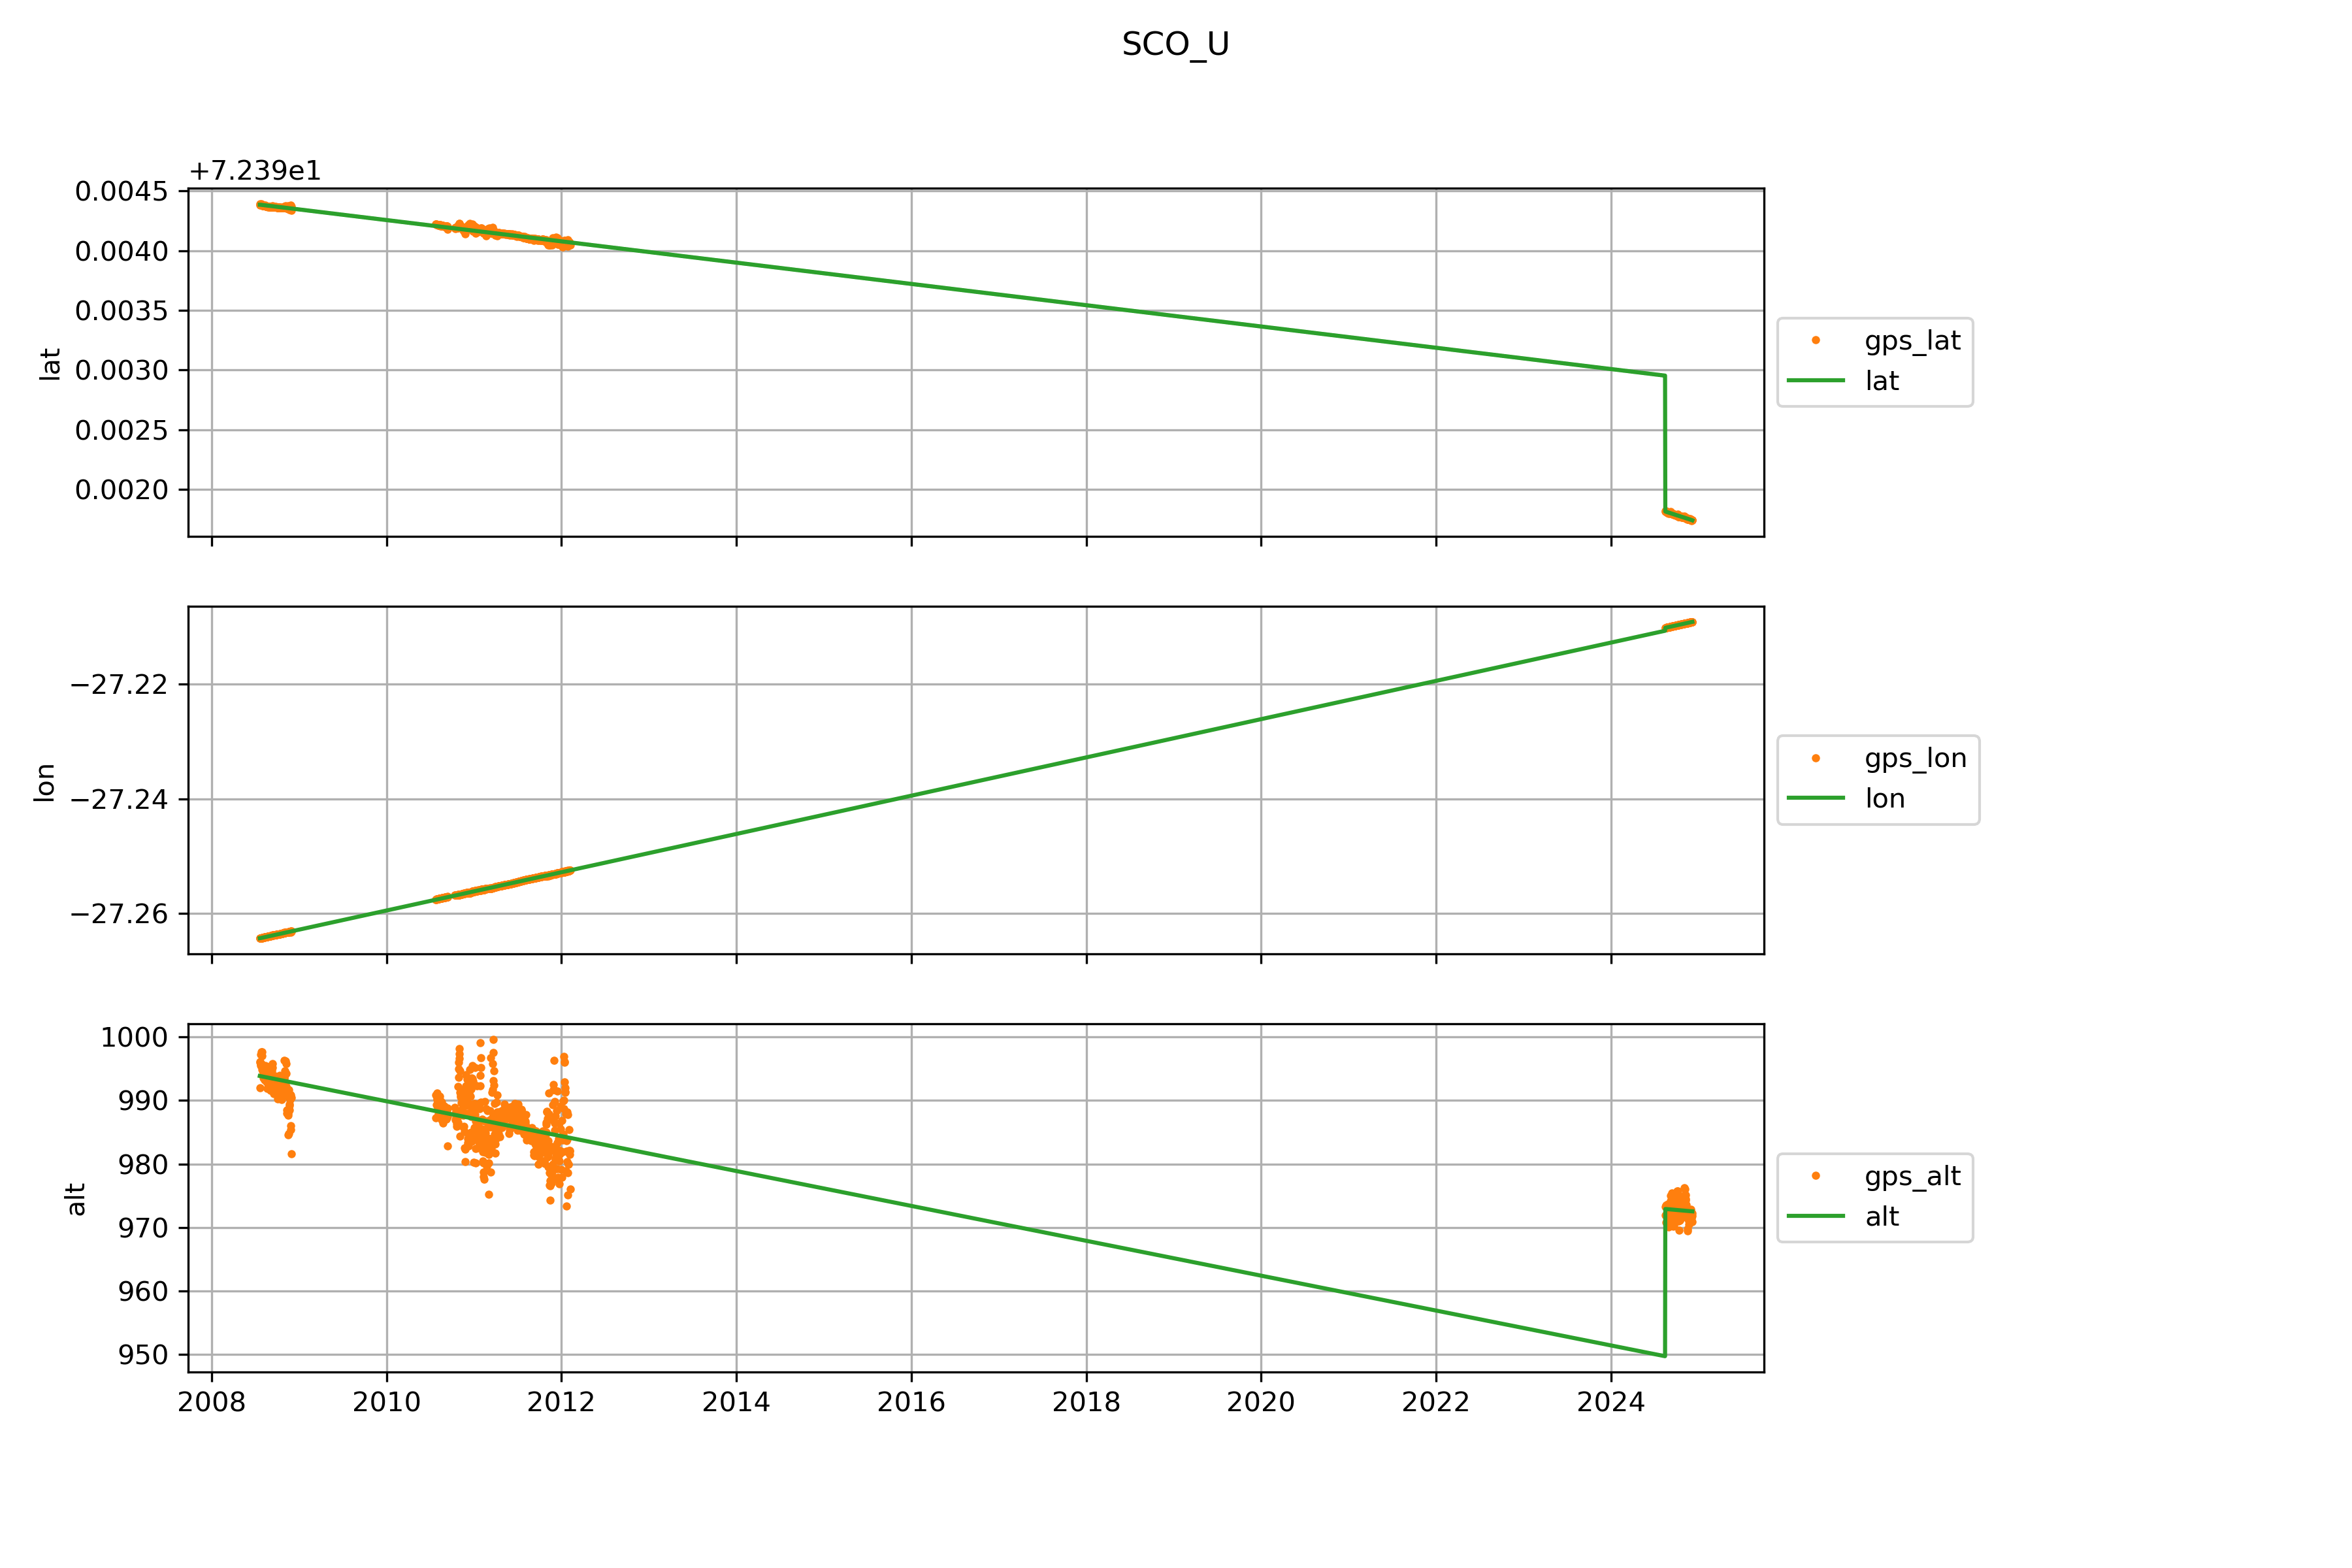 SCO_U
+7.239e1
0.0045
0.0040
0.0035
0.0030
0.0025
0.0020
lat
gps_lat
lat
−27.22
−27.24
−27.26
lon
gps_lon
lon
1000
990
980
970
960
950
alt
gps_alt
alt
2008 2010 2012 2014 2016 2018 2020 2022 2024